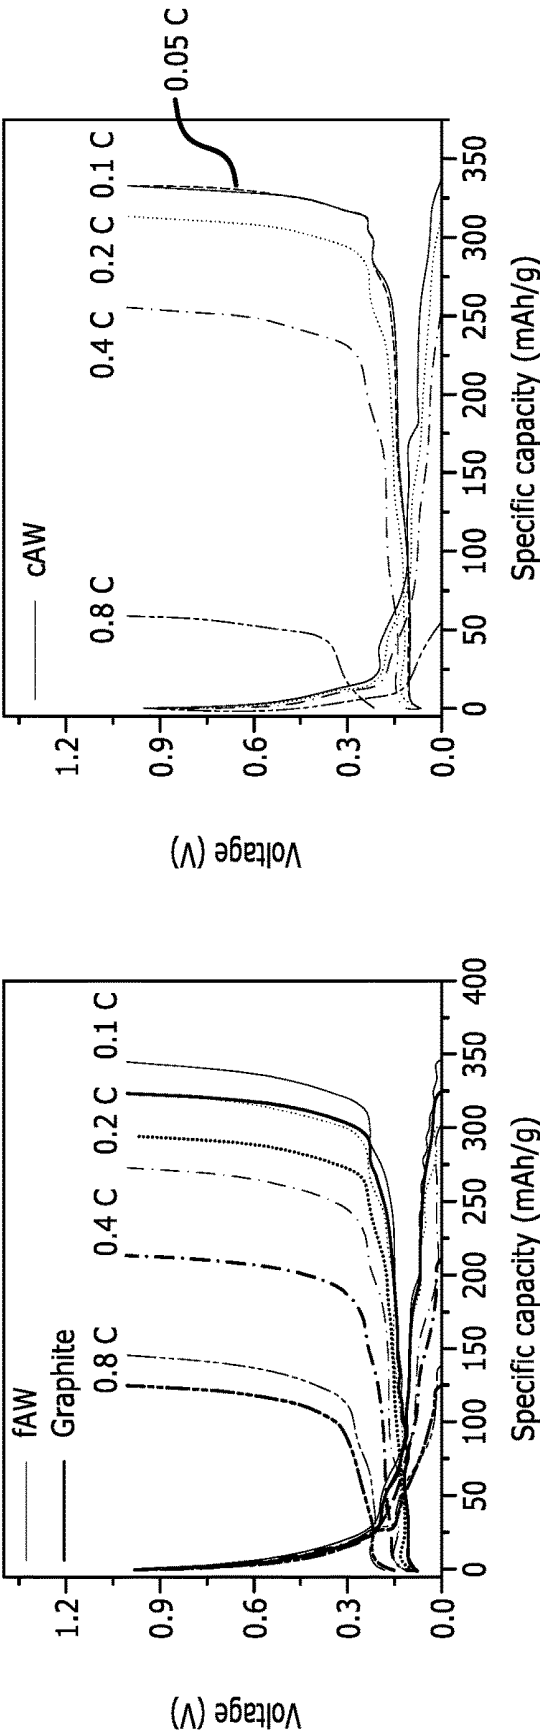 fAW
Graphite
0.8 C
0.4 C
0.2 C
0.1 C
1.2
0.9
0.6
0.3
0.0
Voltage (V)
0
50
100
150
200
250
300
350
400
Specific capacity (mAh/g)
cAW
0.8 C
0.4 C
0.2 C
0.1 C
0.05 C
1.2
0.9
0.6
0.3
0.0
Voltage (V)
0
50
100
150
200
250
300
350
Specific capacity (mAh/g)